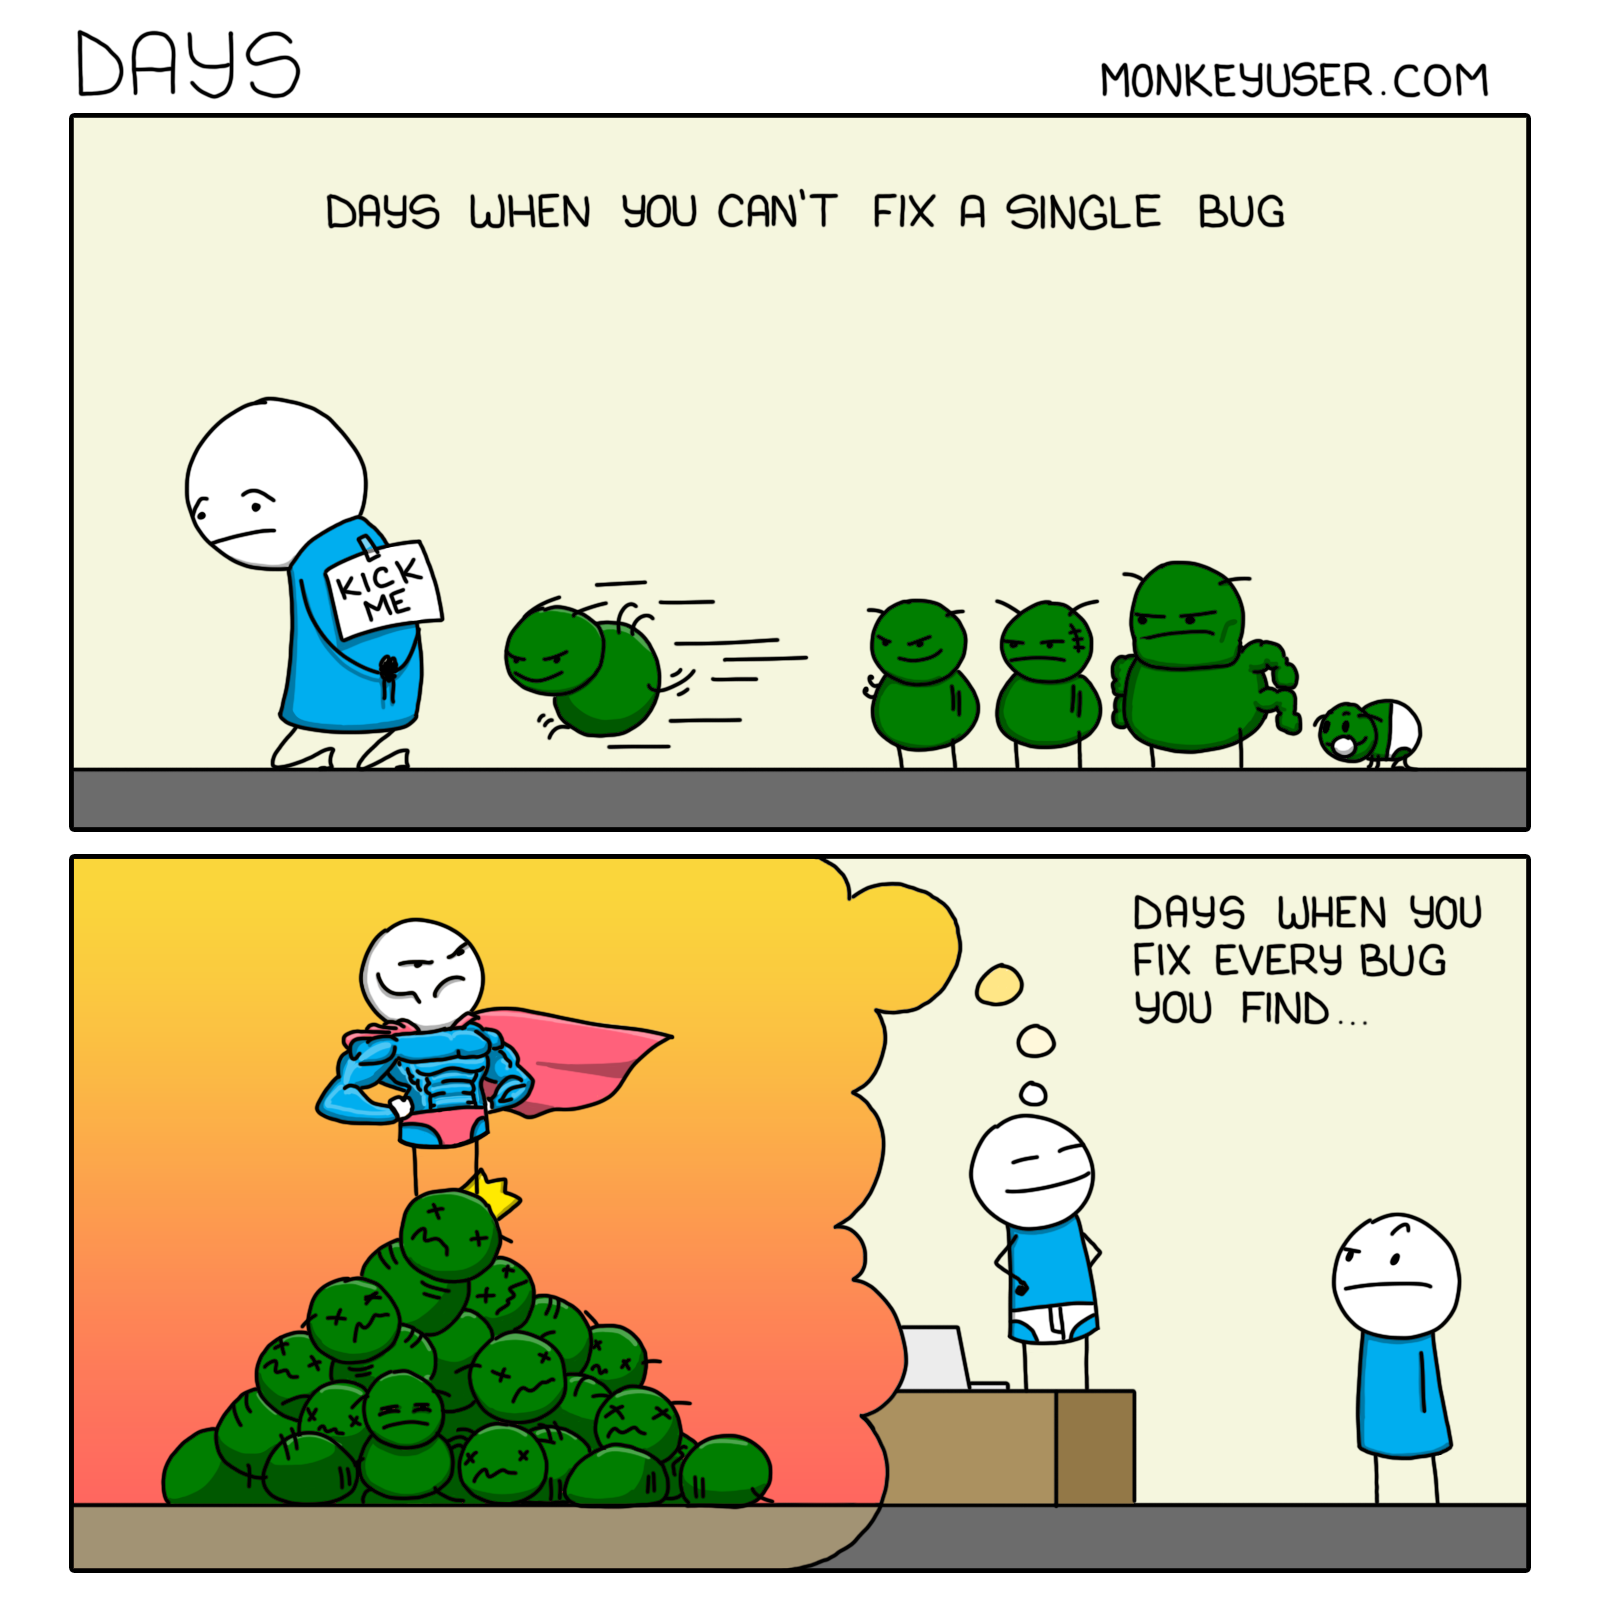 DAYS
MONKEYUSER.COM
DAYS WHEN YOU CAN'T FIX A SINGLE BUG
KICK
ME
DAYS WHEN YOU
FIX EVERY BUG
YOU FIND...